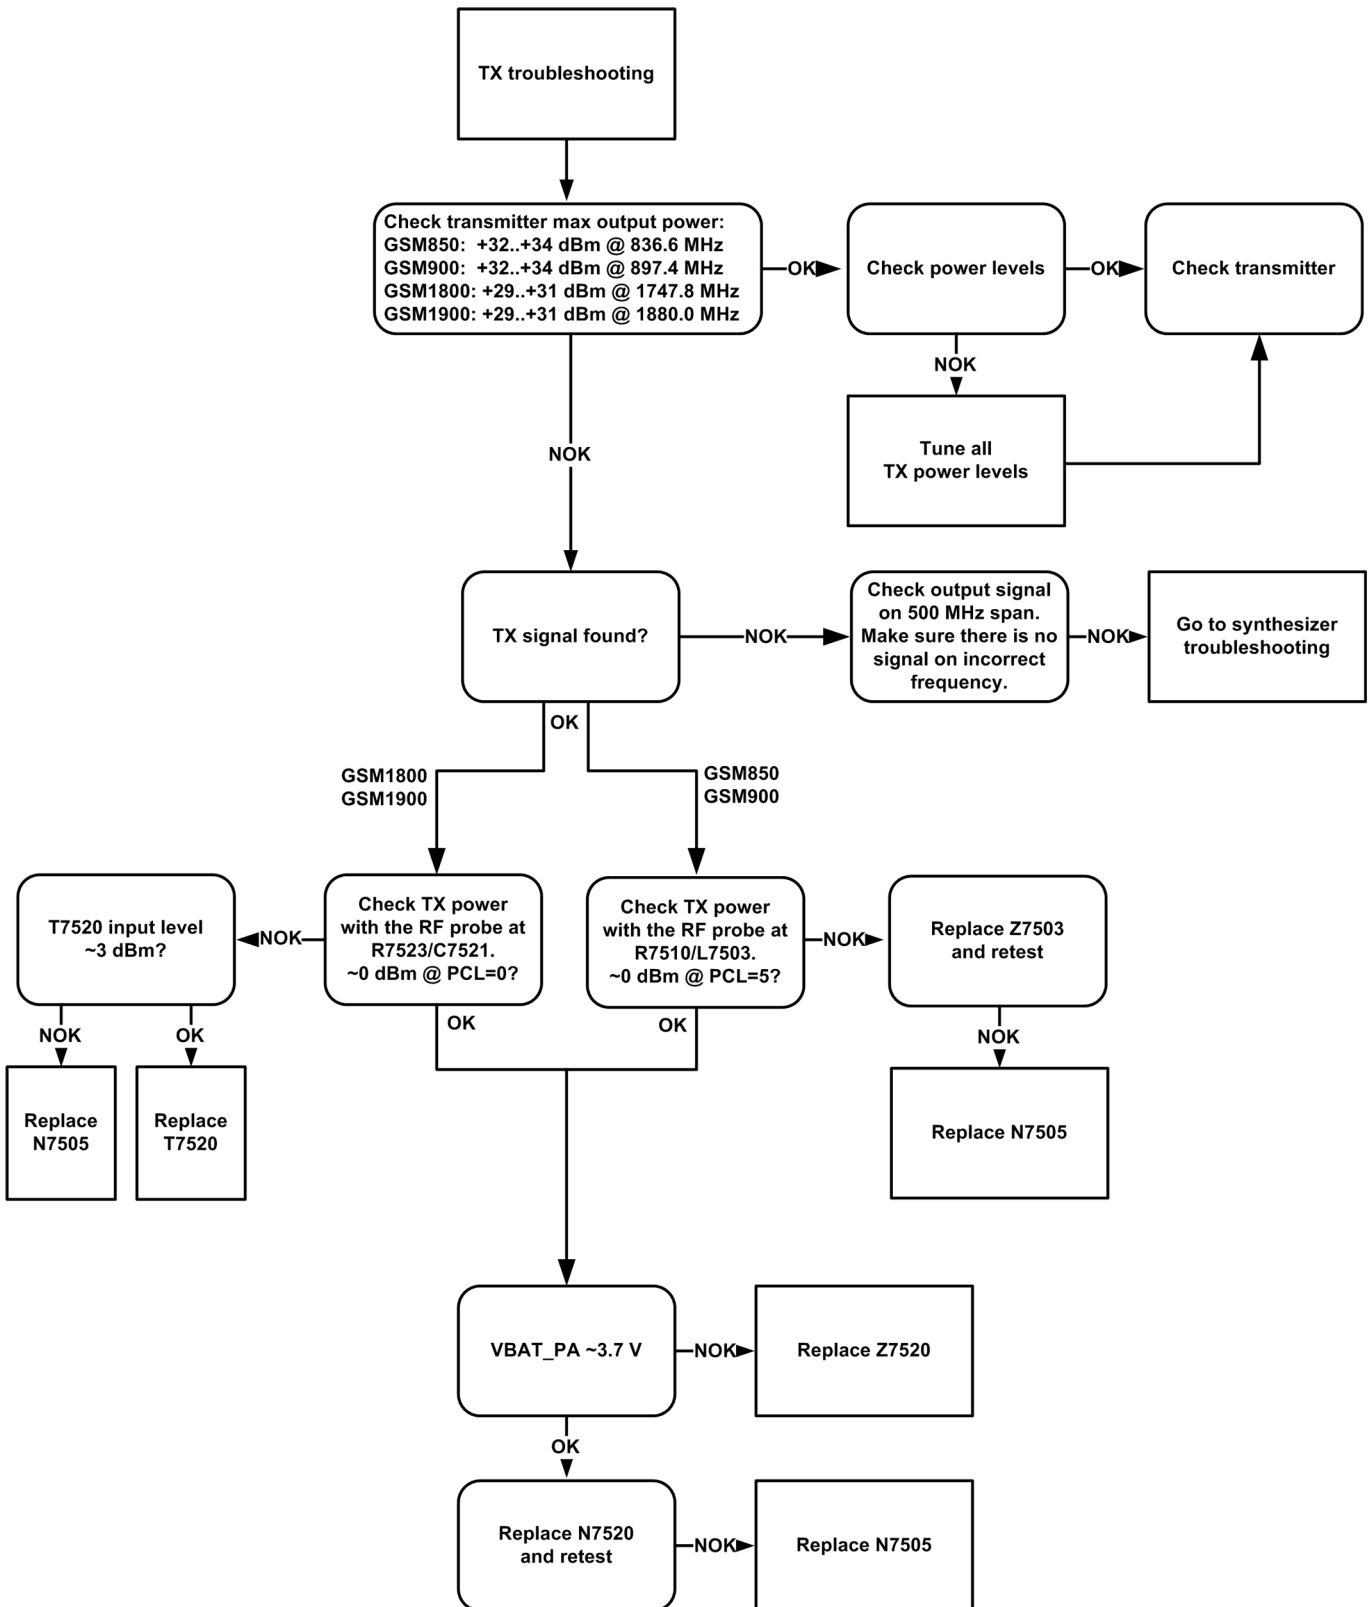 TX troubleshooting
Check transmitter max output power:
GSM850: +32..+34 dBm @ 836.6 MHz
GSM900: +32..+34 dBm @ 897.4 MHz
GSM1800: +29..+31 dBm @ 1747.8 MHz
GSM1900: +29..+31 dBm @ 1880.0 MHz
OK
Check power levels
OK
Check transmitter
NOK
Tune all
TX power levels
NOK
TX signal found?
NOK
Check output signal
on 500 MHz span.
Make sure there is no
signal on incorrect
frequency.
NOK
Go to synthesizer
troubleshooting
OK
GSM1800
GSM1900
GSM850
GSM900
T7520 input level
~3 dBm?
NOK
Check TX power
with the RF probe at
R7523/C7521.
~0 dBm @ PCL=0?
Check TX power
with the RF probe at
R7510/L7503.
~0 dBm @ PCL=5?
NOK
Replace Z7503
and retest
NOK
OK
OK
OK
NOK
Replace
N7505
Replace
T7520
Replace N7505
VBAT_PA ~3.7 V
NOK
Replace Z7520
OK
Replace N7520
and retest
NOK
Replace N7505